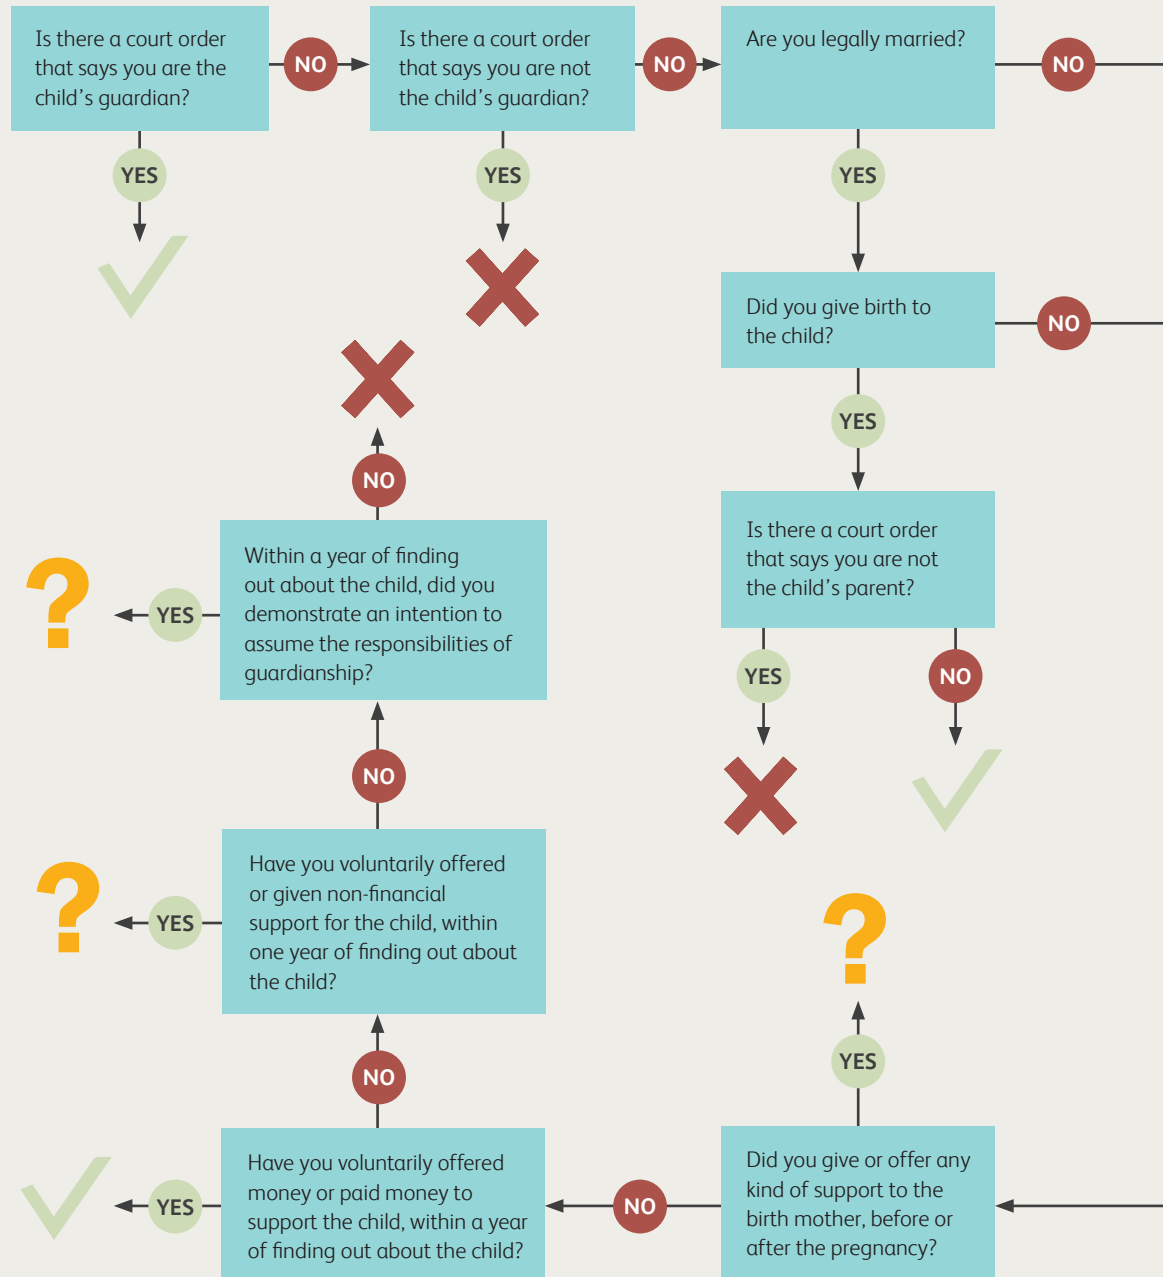 Is there a court order
that says you are the
child's guardian?
NO
YES
Is there a court order
that says you are not
the child's guardian?
NO
YES
Are you legally married?
NO
YES
Did you give birth to
the child?
NO
YES
Is there a court order
that says you are not
the child's parent?
YES
NO
?
YES
Did you give or offer any
kind of support to the
birth mother, before or
after the pregnancy?
NO
Have you voluntarily offered
money or paid money to
support the child, within a year
of finding out about the child?
YES
NO
Have you voluntarily offered
or given non-financial
support for the child, within
one year of finding out about
the child?
YES
?
NO
Within a year of finding
out about the child, did you
demonstrate an intention to
assume the responsibilities of
guardianship?
YES
?
NO